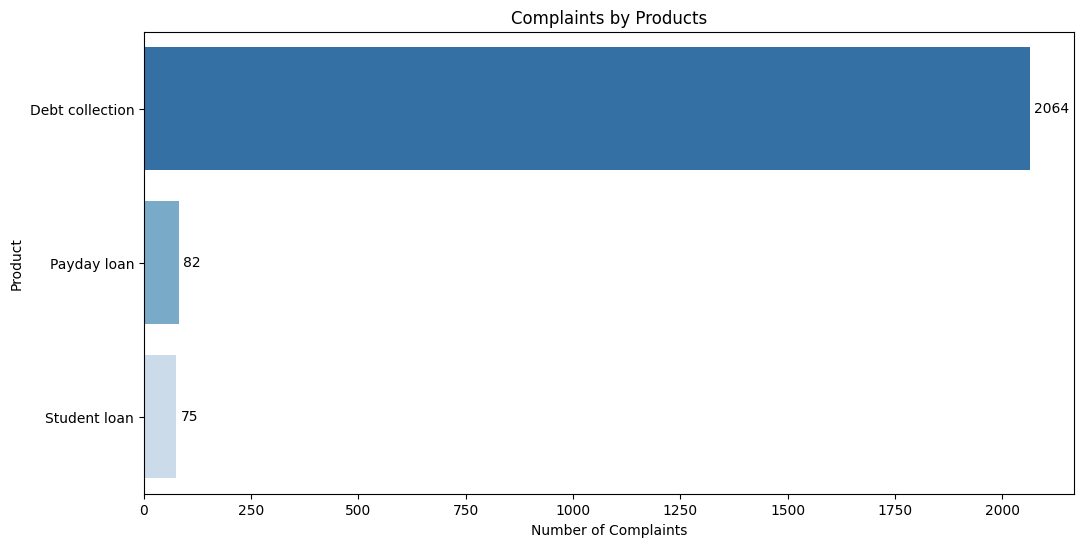 Complaints by Products
Product
Debt collection
2064
Payday loan
82
Student loan
75
0 250 500 750 1000 1250 1500 1750 2000
Number of Complaints